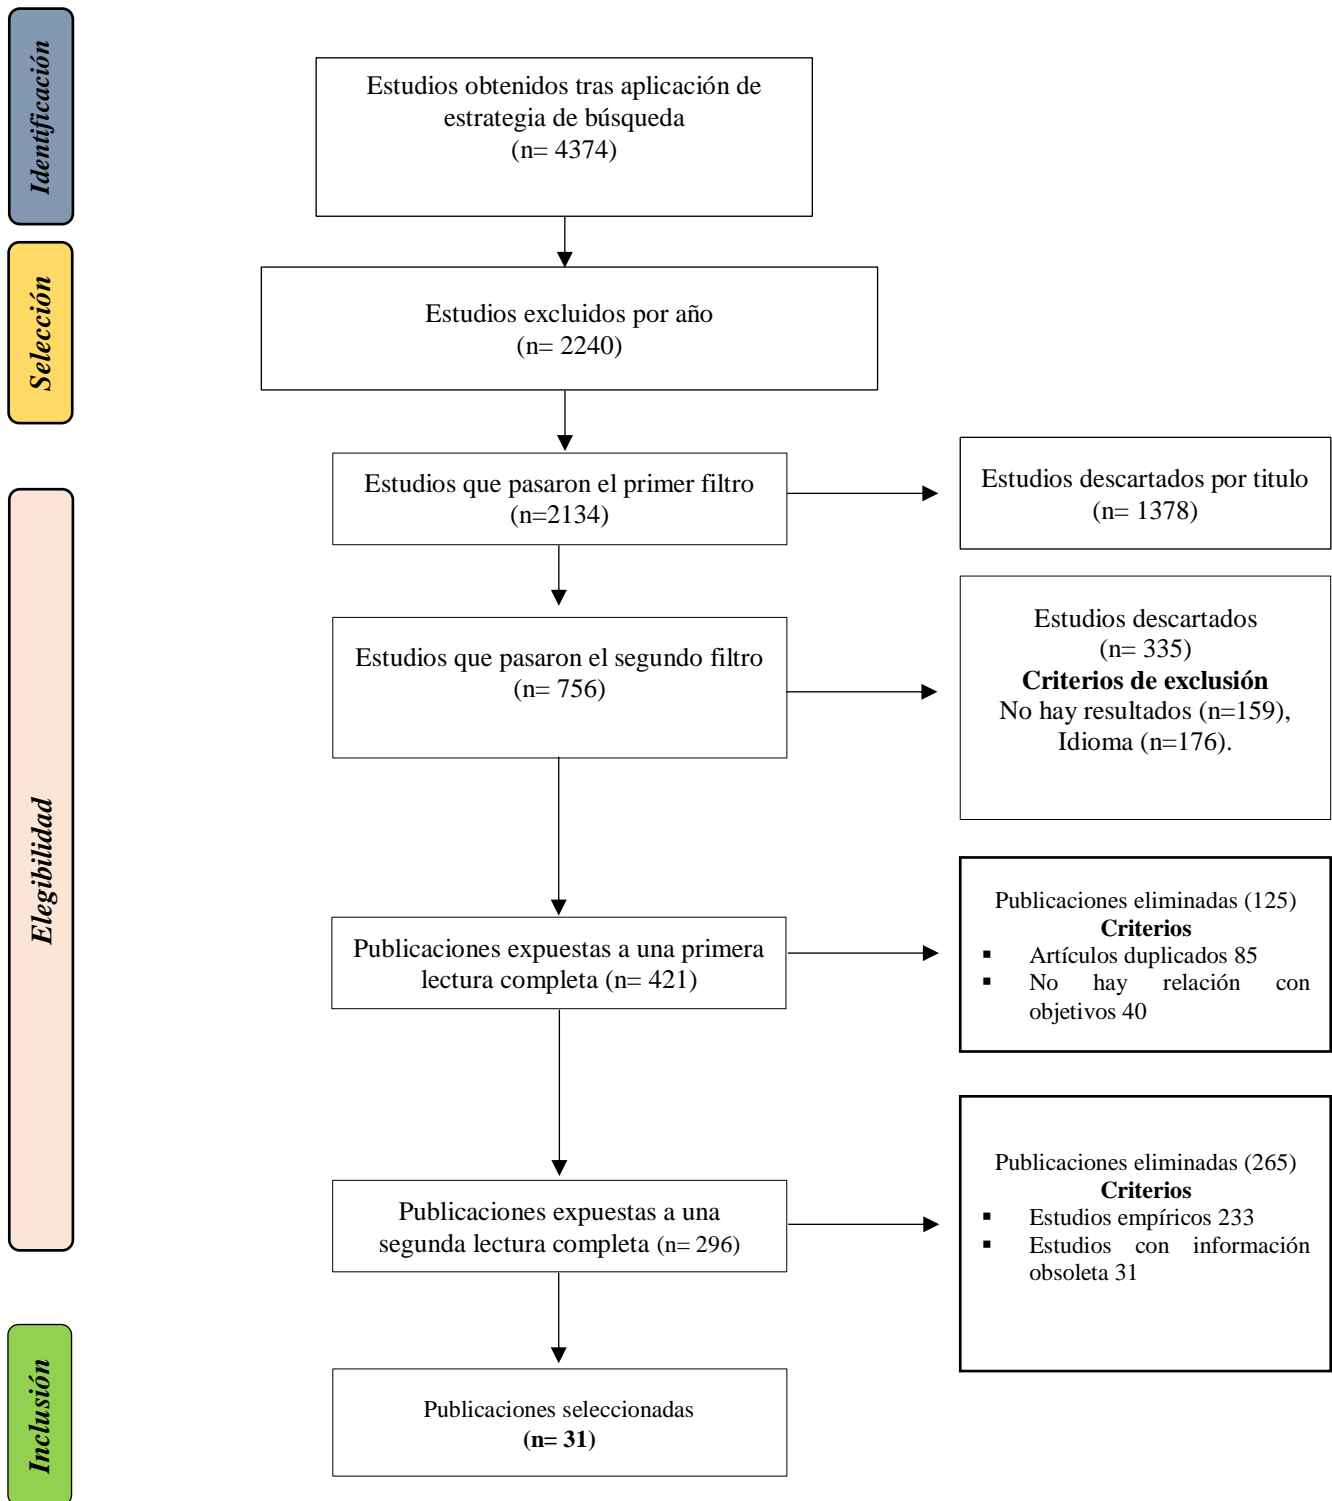 Identificación
Estudios obtenidos tras aplicación de
estrategia de búsqueda
(n= 4374)
Selección
Estudios excluidos por año
(n= 2240)
Elegibilidad
Estudios que pasaron el primer filtro
(n=2134)
Estudios descartados por titulo
(n= 1378)
Estudios que pasaron el segundo filtro
(n= 756)
Estudios descartados
(n= 335)
Criterios de exclusión
No hay resultados (n=159),
Idioma (n=176).
Publicaciones expuestas a una primera
lectura completa (n= 421)
Publicaciones eliminadas (125)
Criterios
▪ Artículos duplicados 85
▪ No hay relación con
objetivos 40
Publicaciones expuestas a una
segunda lectura completa (n= 296)
Publicaciones eliminadas (265)
Criterios
▪ Estudios empíricos 233
▪ Estudios con información
obsoleta 31
Inclusión
Publicaciones seleccionadas
(n= 31)